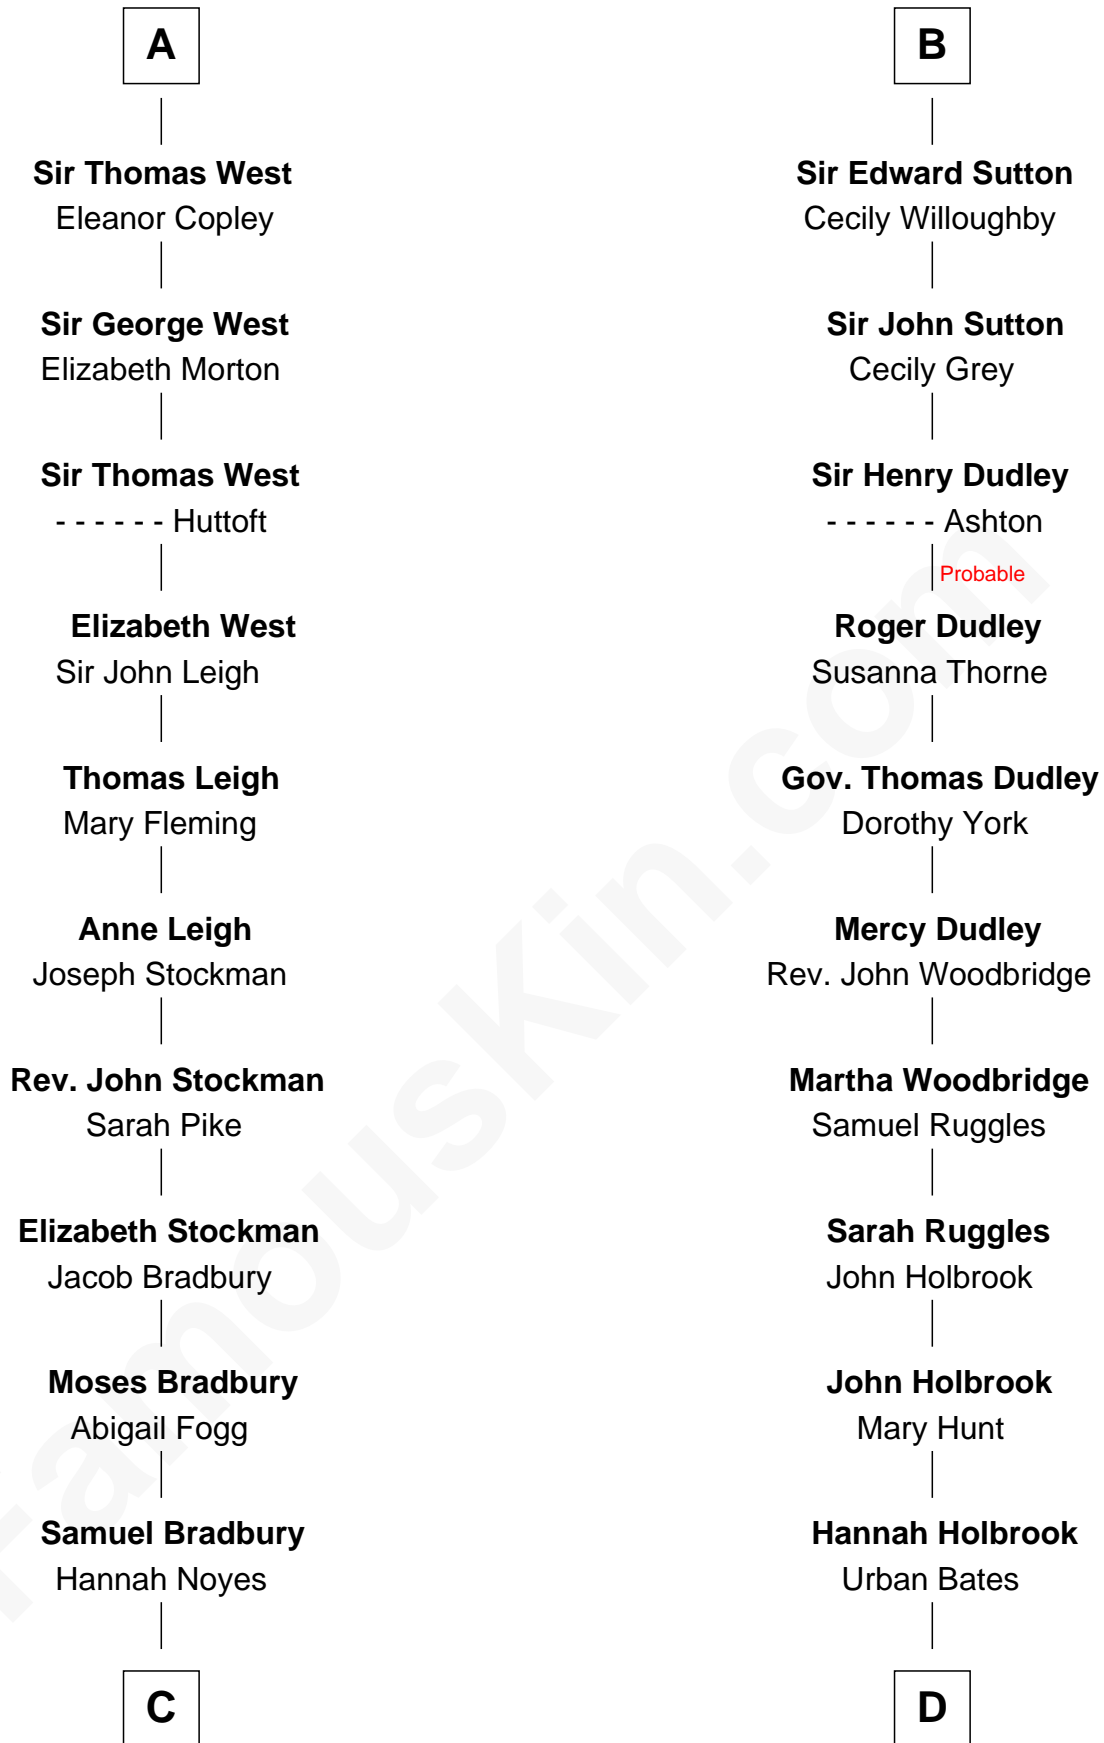 A
Sir Thomas West
Eleanor Copley
Sir George West
Elizabeth Morton
Sir Thomas West
- - - - - - Huttoft
Elizabeth West
Sir John Leigh
Thomas Leigh
Mary Fleming
Anne Leigh
Joseph Stockman
Rev. John Stockman
Sarah Pike
Elizabeth Stockman
Jacob Bradbury
Moses Bradbury
Abigail Fogg
Samuel Bradbury
Hannah Noyes
C
B
Sir Edward Sutton
Cecily Willoughby
Sir John Sutton
Cecily Grey
Sir Henry Dudley
- - - - - - Ashton
Probable
Roger Dudley
Susanna Thorne
Gov. Thomas Dudley
Dorothy York
Mercy Dudley
Rev. John Woodbridge
Martha Woodbridge
Samuel Ruggles
Sarah Ruggles
John Holbrook
John Holbrook
Mary Hunt
Hannah Holbrook
Urban Bates
D
FamousKin.com